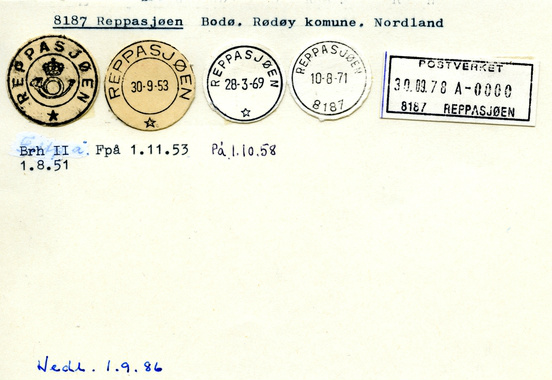 8187 Reppasjøen Bodø. Rødøy komune. Nordland
REPPASJØEN
REPPASJØEN
30-9-53
REPPASJØEN
28-3-69
REPPASJØEN
10-8-71
8187
POSTVERKET
30.09.78 A-0000
8187 REPPASJØEN
Brh II Fpå 1.11.53 På 1.10.58
1.8.51
Nedl. 1.9.86